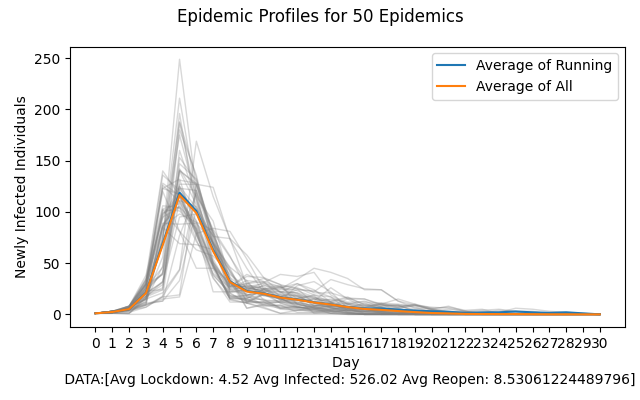 Epidemic Profiles for 50 Epidemics
Average of Running
Average of All
Newly Infected Individuals
250
200
150
100
50
0
0 1 2 3 4 5 6 7 8 9 10 11 12 13 14 15 16 17 18 19 20 21 22 23 24 25 26 27 28 29 30
Day
DATA:[Avg Lockdown: 4.52 Avg Infected: 526.02 Avg Reopen: 8.53061224489796]